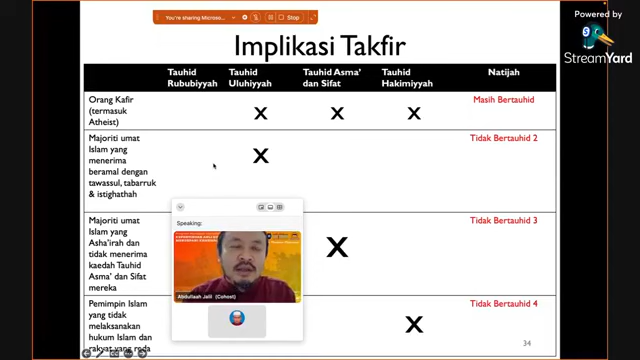 You're sharing Microso...
Stop
Powered by
StreamYard
Implikasi Takfir
Tauhid Rububiyyah
Tauhid Uluhiyyah
Tauhid Asma' dan Sifat
Tauhid Hakimiyyah
Natijah
Orang Kafir
(termasuk
Atheist)
X X X
Masih Bertauhid
Majoriti umat
Islam yang
menerima
beramal dengan
tawassul, tabarruk
& istighathah
X
Tidak Bertauhid 2
Speaking:
Abdullaah Jalil (Cohost)
Majoriti umat
Islam yang
Asha'irah dan
tidak menerima
kaedah Tauhid
Asma' dan Sifat
mereka
X
Tidak Bertauhid 3
Pemimpin Islam
yang tidak
melaksanakan
hukum Islam dan
rakyat yang
X
Tidak Bertauhid 4
34